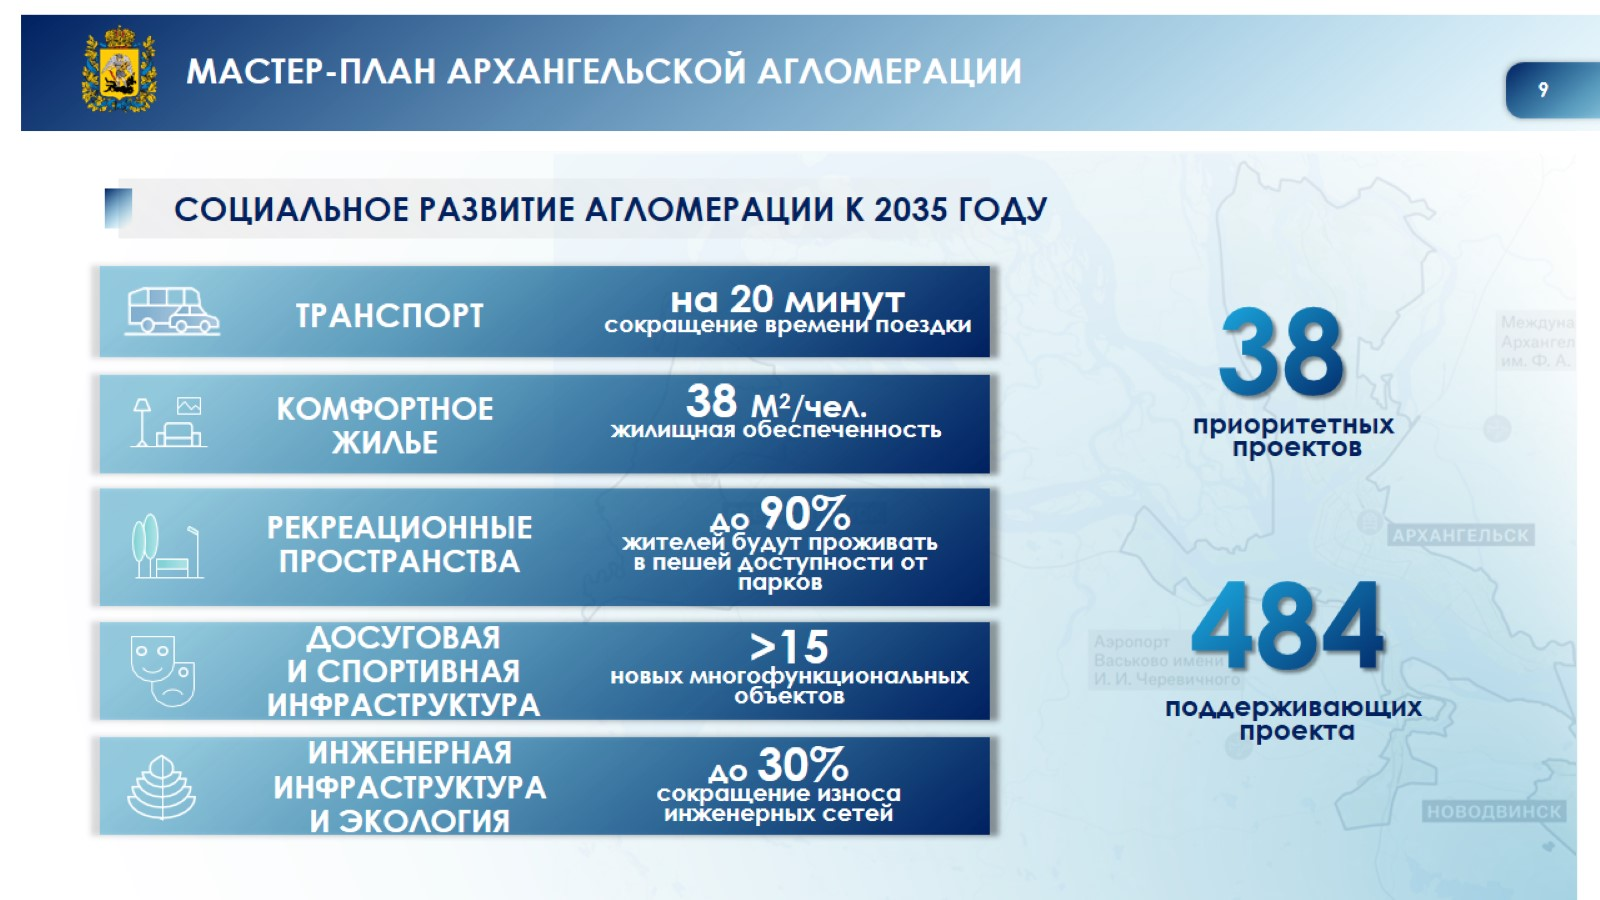 МАСТЕР-ПЛАН АРХАНГЕЛЬСКОЙ АГЛОМЕРАЦИИ
9
СОЦИАЛЬНОЕ РАЗВИТИЕ АГЛОМЕРАЦИИ К 2035 ГОДУ
ТРАНСПОРТ
на 20 минут
сокращение времени поездки
КОМФОРТНОЕ
ЖИЛЬЕ
38 М²/чел.
жилищная обеспеченность
РЕКРЕАЦИОННЫЕ
ПРОСТРАНСТВА
до 90%
жителей будут проживать
в пешей доступности от
парков
ДОСУГОВАЯ
И СПОРТИВНАЯ
ИНФРАСТРУКТУРА
>15
новых многофункциональных
объектов
ИНЖЕНЕРНАЯ
ИНФРАСТРУКТУРА
И ЭКОЛОГИЯ
до 30%
сокращение износа
инженерных сетей
38
приоритетных
проектов
484
поддерживающих
проекта
Междуна
Архангел
им. Ф. А.
АРХАНГЕЛЬСК
Аэропорт
Васьково имени
И. И. Черевичного
НОВОДВИНСК